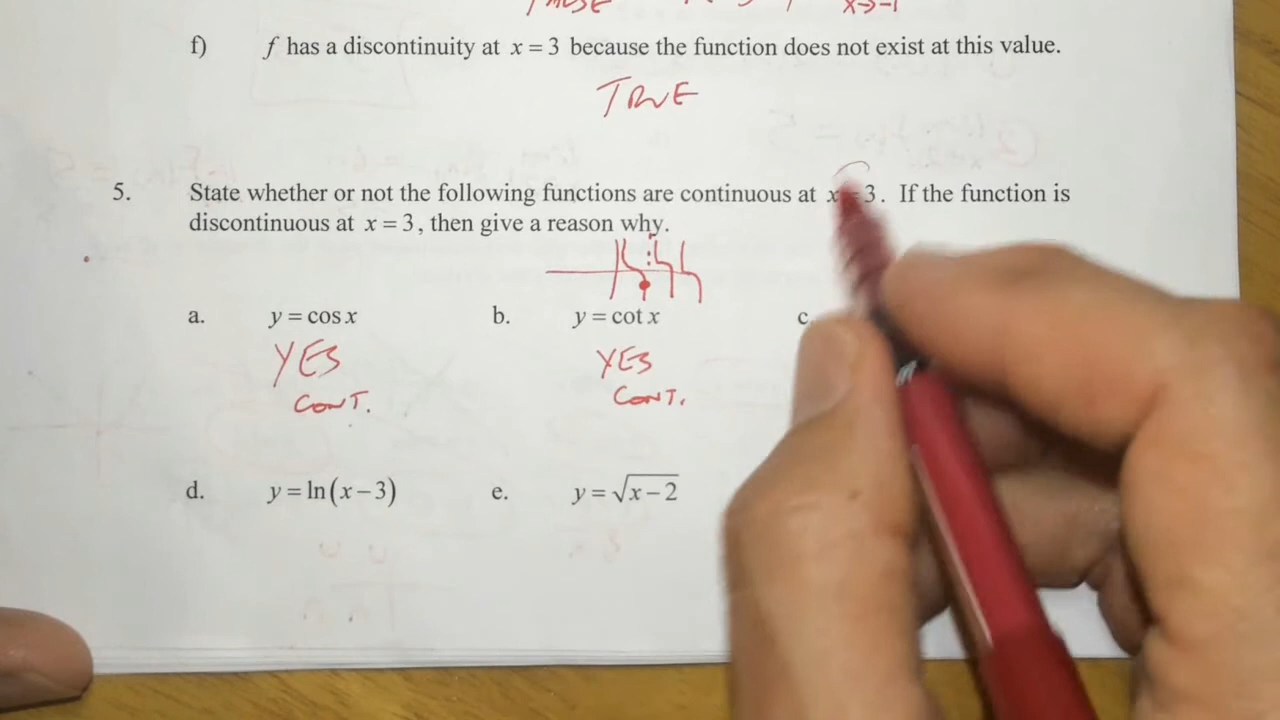 f) f has a discontinuity at x = 3 because the function does not exist at this value.
TRUE
5. State whether or not the following functions are continuous at x = 3. If the function is
discontinuous at x = 3, then give a reason why.
a. y = cos x b. y = cot x c.
YES YES
CONT. CONT.
d. y = ln(x − 3) e. y = √x − 2